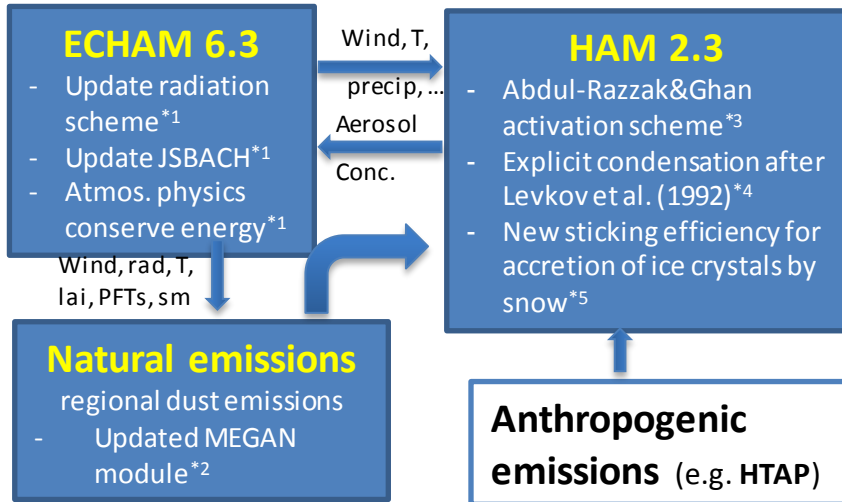 ECHAM 6.3
- Update radiation
scheme*1
- Update JSBACH*1
- Atmos. physics
conserve energy*1
Wind, T,
precip, ...
Aerosol
Conc.
HAM 2.3
- Abdul-Razzak&Ghan
activation scheme*3
- Explicit condensation after
Levkov et al. (1992)*4
- New sticking efficiency for
accretion of ice crystals by
snow*5
Wind, rad, T,
lai, PFTs, sm
Natural emissions
regional dust emissions
- Updated MEGAN
module*2
Anthropogenic
emissions (e.g. HTAP)